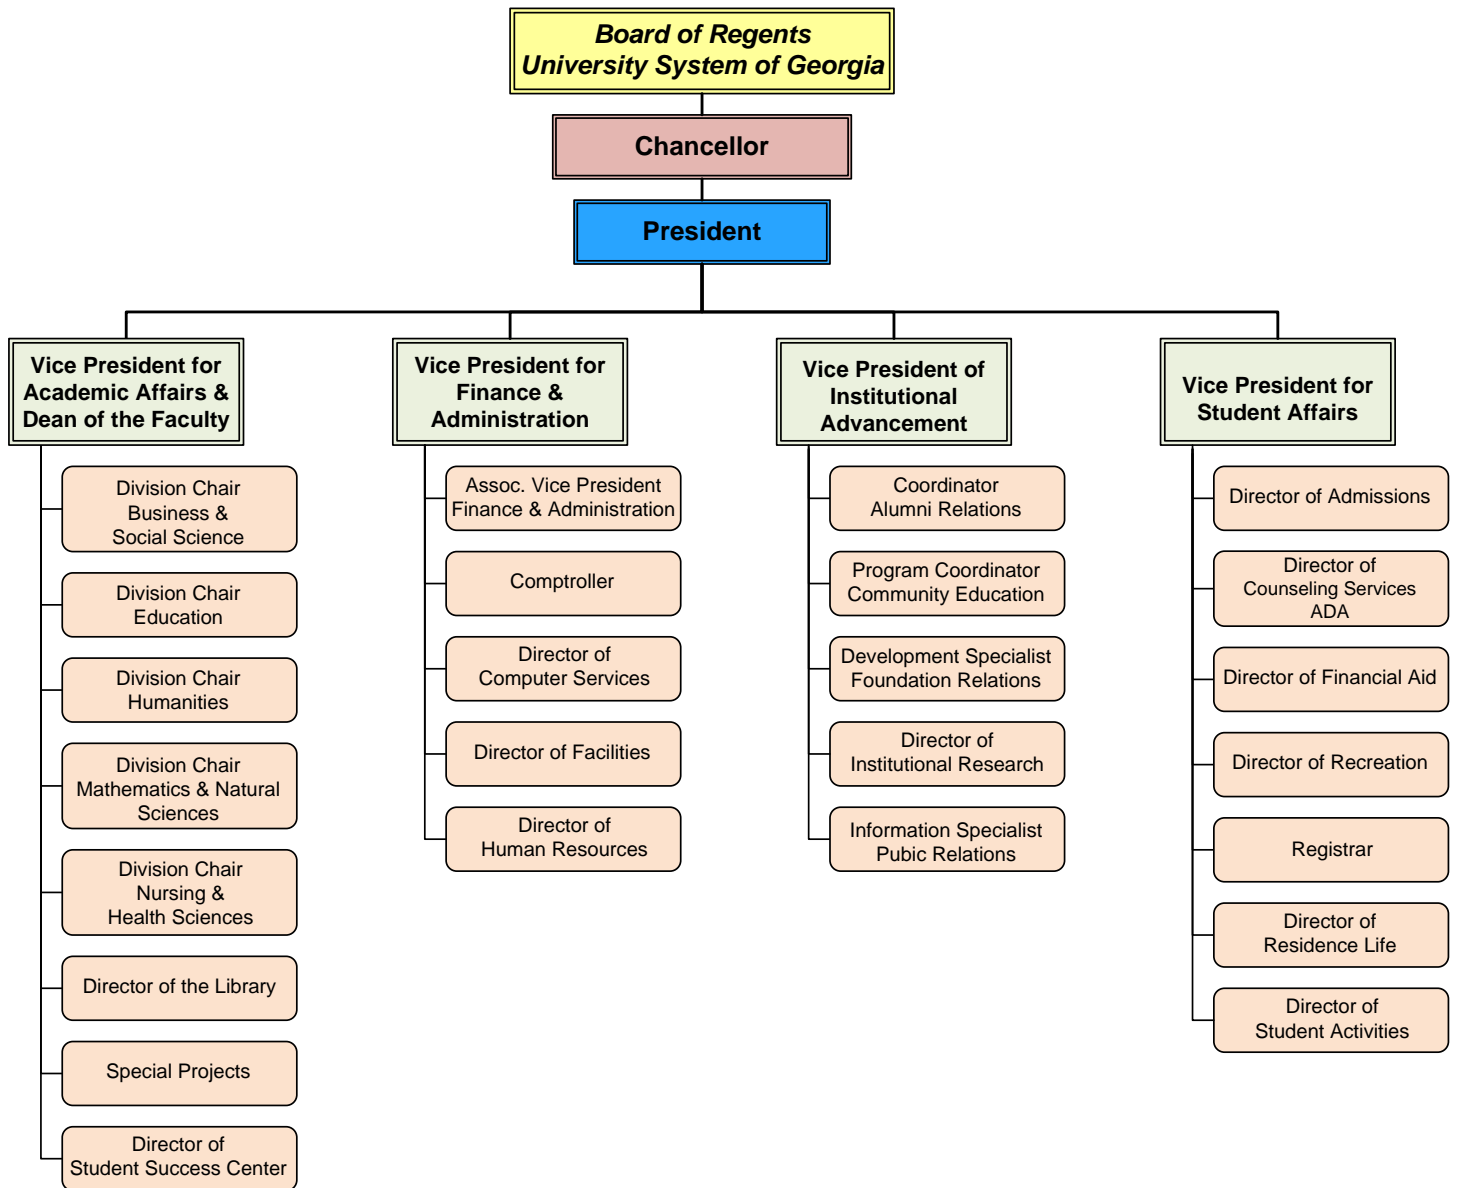 Board of Regents
University System of Georgia
Chancellor
President
Vice President for
Academic Affairs &
Dean of the Faculty
Division Chair
Business &
Social Science
Division Chair
Education
Division Chair
Humanities
Division Chair
Mathematics & Natural
Sciences
Division Chair
Nursing &
Health Sciences
Director of the Library
Special Projects
Director of
Student Success Center
Vice President for
Finance &
Administration
Assoc. Vice President
Finance & Administration
Comptroller
Director of
Computer Services
Director of Facilities
Director of
Human Resources
Vice President of
Institutional
Advancement
Coordinator
Alumni Relations
Program Coordinator
Community Education
Development Specialist
Foundation Relations
Director of
Institutional Research
Information Specialist
Pubic Relations
Vice President for
Student Affairs
Director of Admissions
Director of
Counseling Services
ADA
Director of Financial Aid
Director of Recreation
Registrar
Director of
Residence Life
Director of
Student Activities